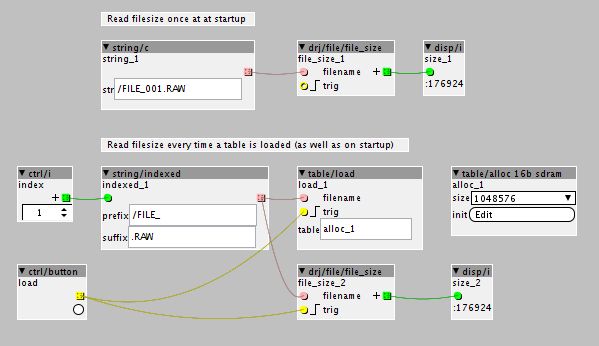 Read filesize once at at startup
string/c
string_1
str /FILE_001.RAW
drj/file/file_size
file_size_1
filename +
trig
disp/i
size_1
:176924
Read filesize every time a table is loaded (as well as on startup)
ctrl/i
index
+
1
string/indexed
indexed_1
prefix /FILE_
suffix .RAW
table/load
load_1
filename
trig
table alloc_1
table/alloc 16b sdram
alloc_1
size 1048576
init Edit
ctrl/button
load
drj/file/file_size
file_size_2
filename +
trig
disp/i
size_2
:176924